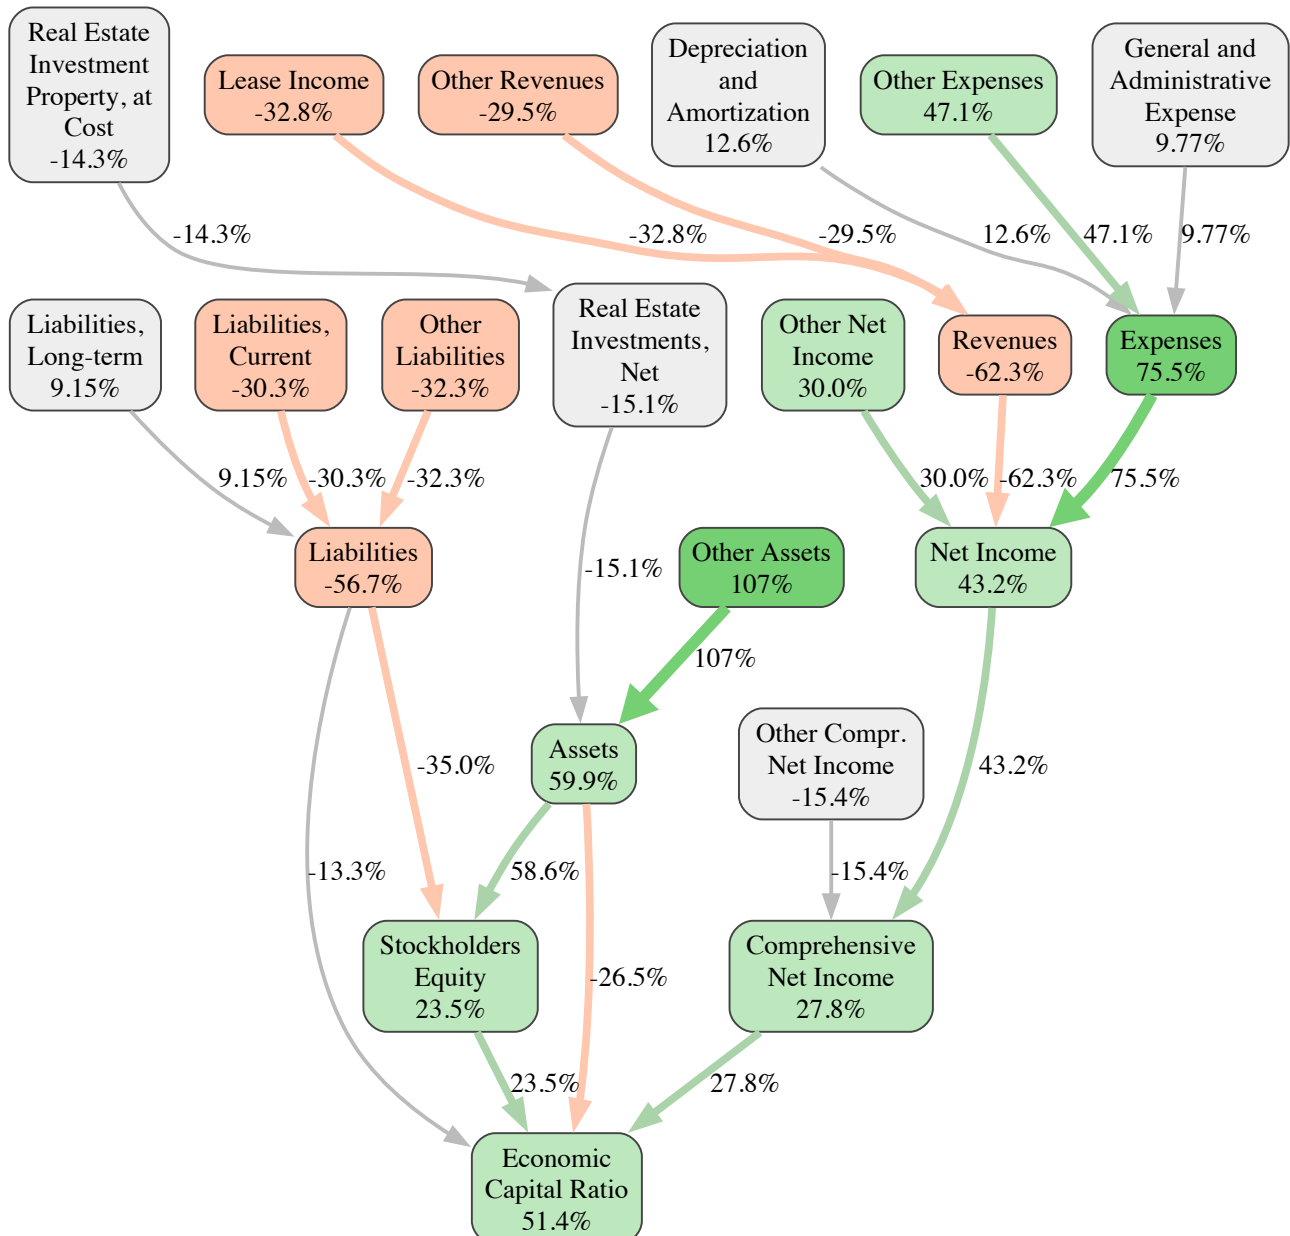 Real Estate
Investment
Property, at
Cost
-14.3%
Lease Income
-32.8%
Other Revenues
-29.5%
Depreciation
and
Amortization
12.6%
Other Expenses
47.1%
General and
Administrative
Expense
9.77%
-14.3%
-32.8%
-29.5%
12.6%
47.1%
9.77%
Liabilities,
Long-term
9.15%
Liabilities,
Current
-30.3%
Other
Liabilities
-32.3%
Real Estate
Investments,
Net
-15.1%
Other Net
Income
30.0%
Revenues
-62.3%
Expenses
75.5%
9.15%
-30.3%
-32.3%
30.0%
-62.3%
75.5%
Liabilities
-56.7%
-15.1%
Other Assets
107%
Net Income
43.2%
107%
Assets
59.9%
Other Compr.
Net Income
-15.4%
-35.0%
43.2%
-13.3%
58.6%
-15.4%
Stockholders
Equity
23.5%
-26.5%
Comprehensive
Net Income
27.8%
23.5%
27.8%
Economic
Capital Ratio
51.4%